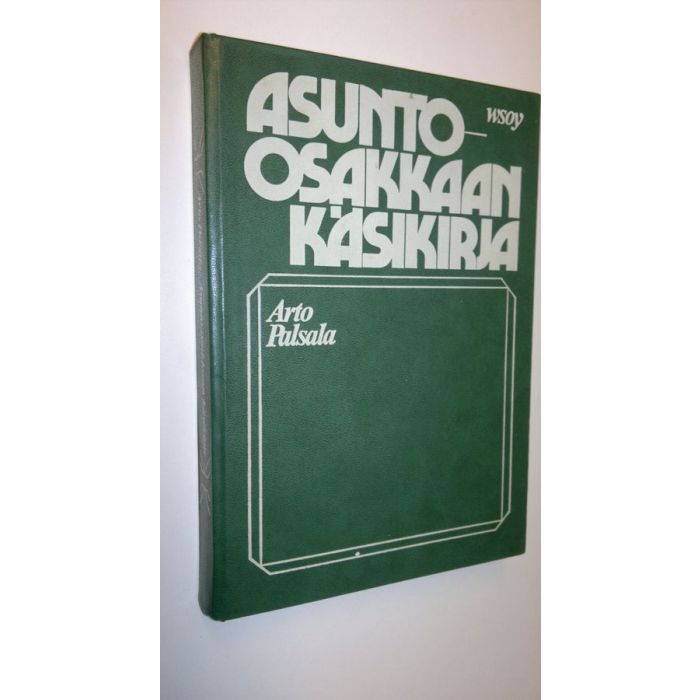 ASUNTO–
wsoy
OSAKKAAN
KÄSIKIRJA
Arto
Palsala